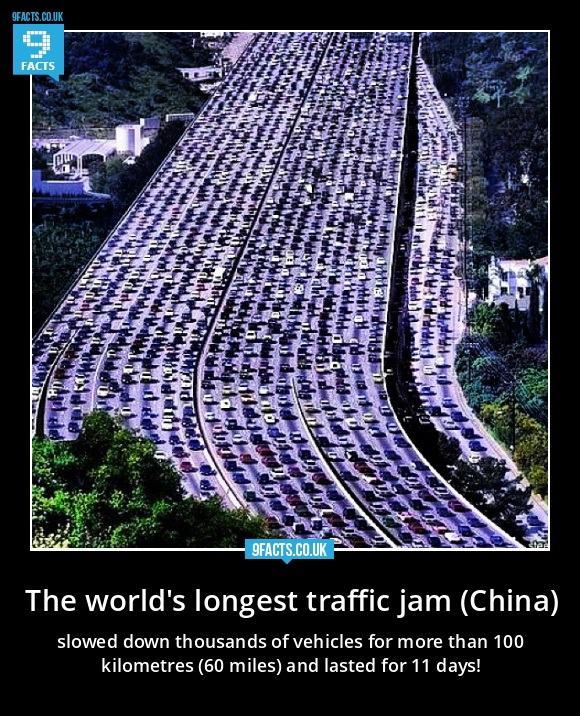 9FACTS.CO.UK
9
FACTS
9FACTS.CO.UK
The world's longest traffic jam (China)
slowed down thousands of vehicles for more than 100
kilometres (60 miles) and lasted for 11 days!